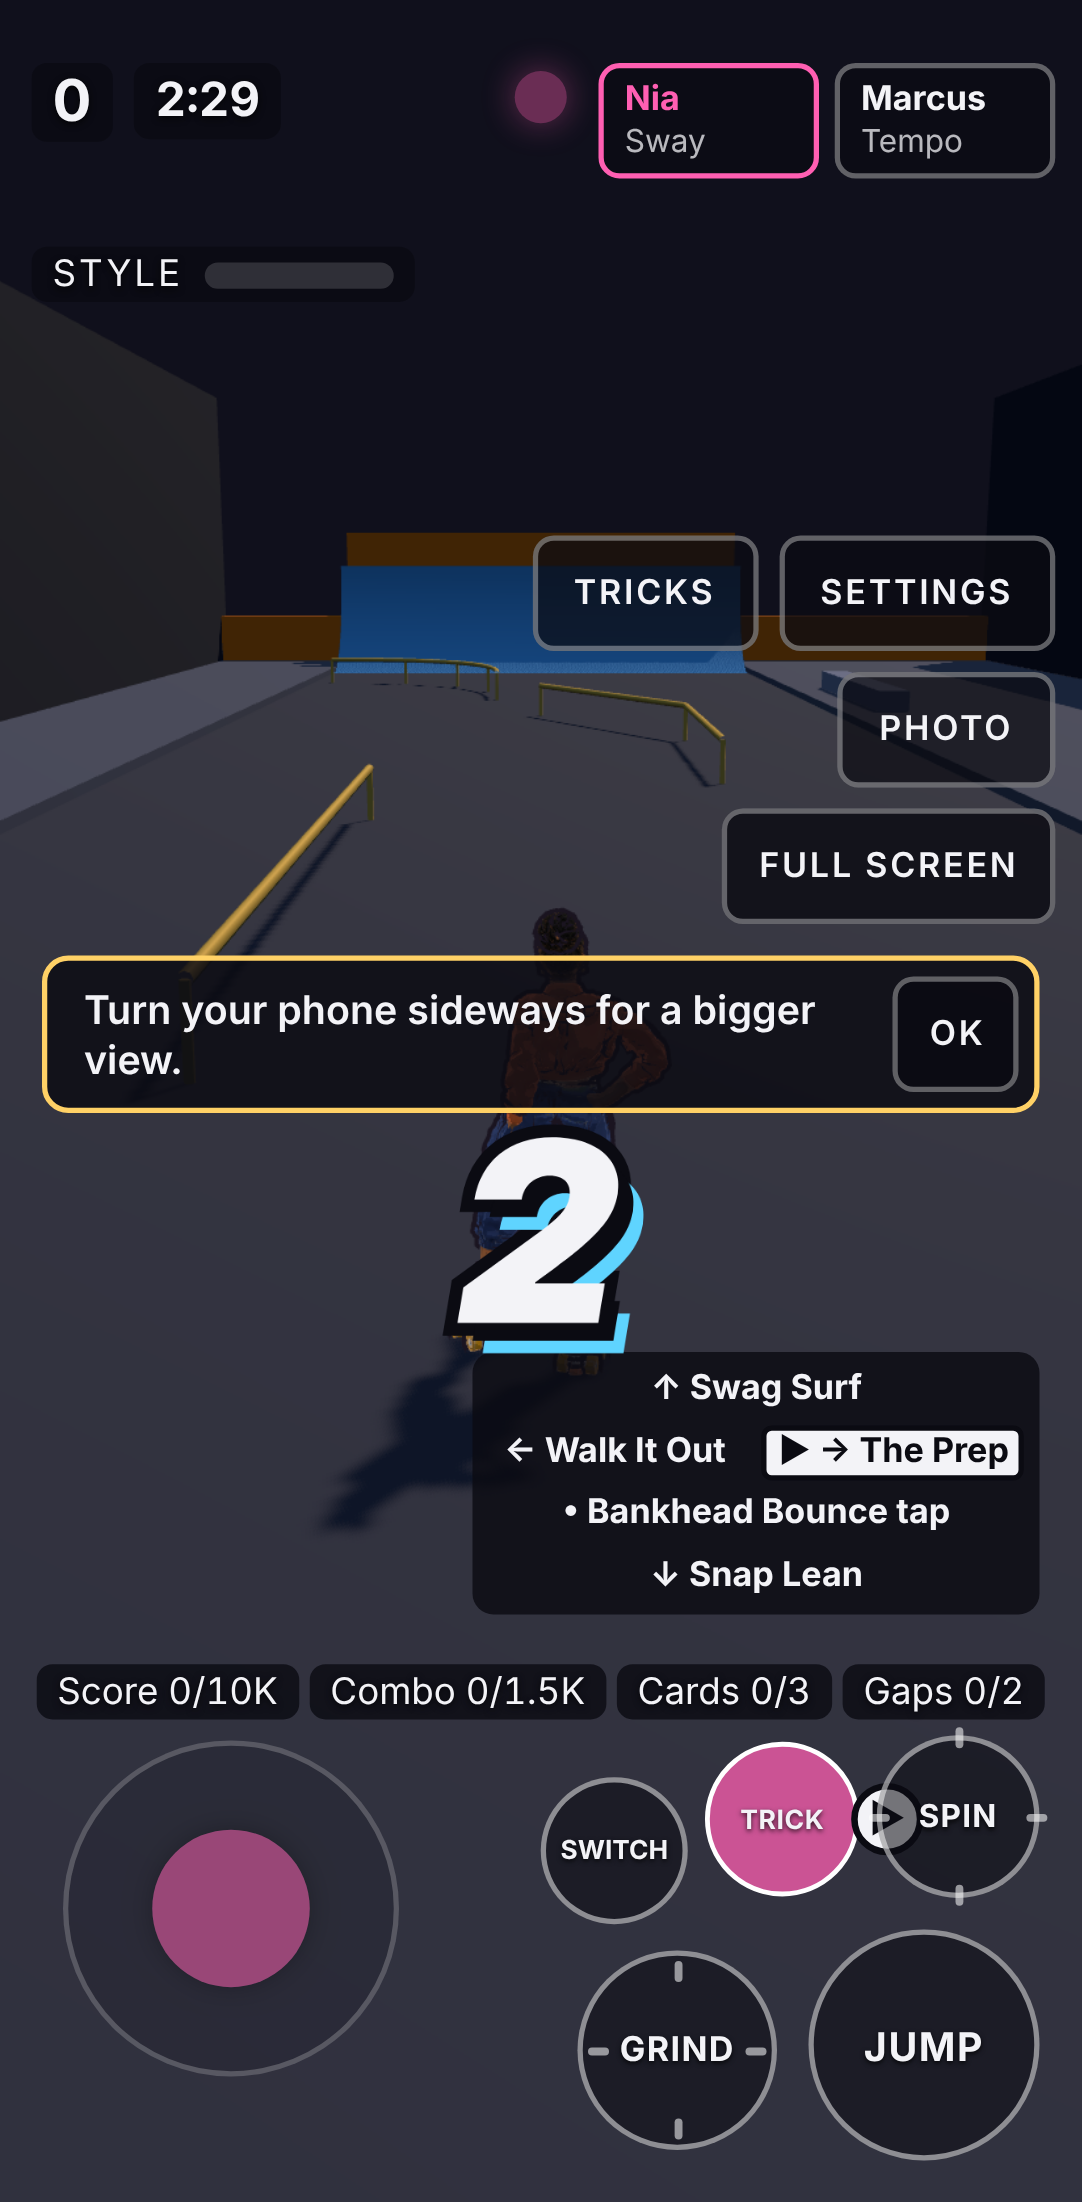 0
2:29
Nia
Sway
Marcus
Tempo
STYLE
TRICKS
SETTINGS
PHOTO
FULL SCREEN
Turn your phone sideways for a bigger
view.
OK
2
↑ Swag Surf
← Walk It Out
▶ → The Prep
• Bankhead Bounce tap
↓ Snap Lean
Score 0/10K
Combo 0/1.5K
Cards 0/3
Gaps 0/2
SWITCH
TRICK
SPIN
GRIND
JUMP